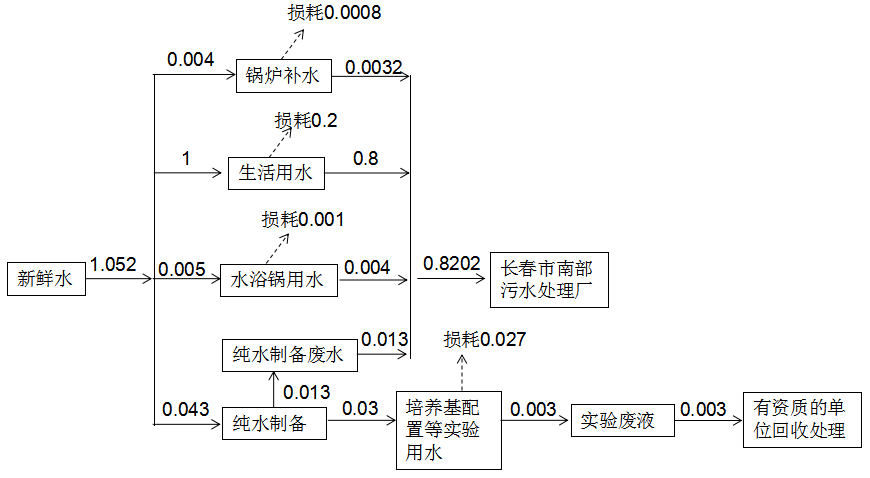 损耗0.0008
0.004
锅炉补水
0.0032
损耗0.2
1
生活用水
0.8
损耗0.001
新鲜水
1.052
0.005
水浴锅用水
0.004
0.8202
长春市南部
污水处理厂
纯水制备废水
0.013
损耗0.027
0.013
0.043
纯水制备
0.03
培养基配
置等实验
用水
0.003
实验废液
0.003
有资质的单
位回收处理